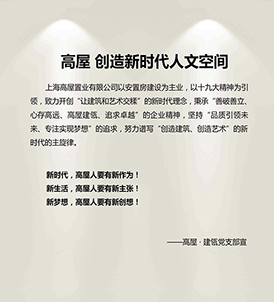 高屋 创造新时代人文空间
上海高屋置业有限公司以安置房建设为主业，以十九大精神为引
领，致力开创“让建筑和艺术交糅”的新时代理念，秉承“善破善立、
心存高远、高屋建瓴、追求卓越”的企业精神，坚持“品质引领未
来、专注实现梦想”的追求，努力谱写“创造建筑、创造艺术”的新
时代的主旋律。
新时代，高屋人要有新作为！
新生活，高屋人要有新主张！
新梦想，高屋人要有新创想！
——高屋·建瓴党支部宣